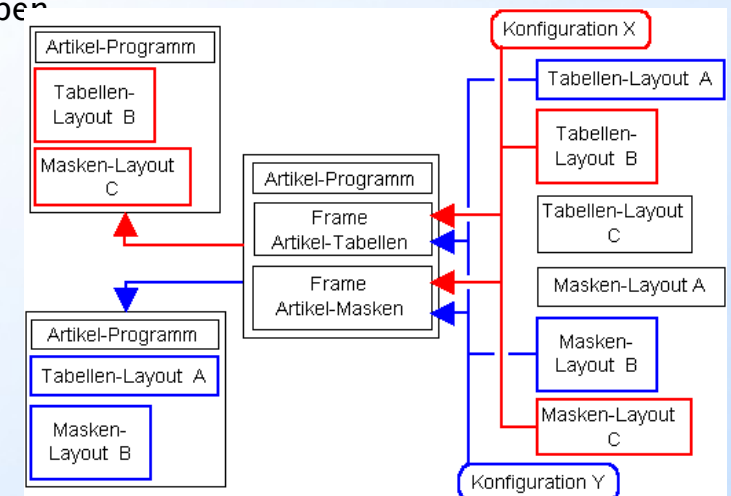 Artikel-Programm
Tabellen-
Layout B
Masken-Layout
C
Artikel-Programm
Tabellen-Layout A
Masken-
Layout B
Artikel-Programm
Frame
Artikel-Tabellen
Frame
Artikel-Masken
Konfiguration X
Tabellen-Layout A
Tabellen-
Layout B
Tabellen-Layout
C
Masken-Layout A
Masken-
Layout B
Masken-Layout
C
Konfiguration Y